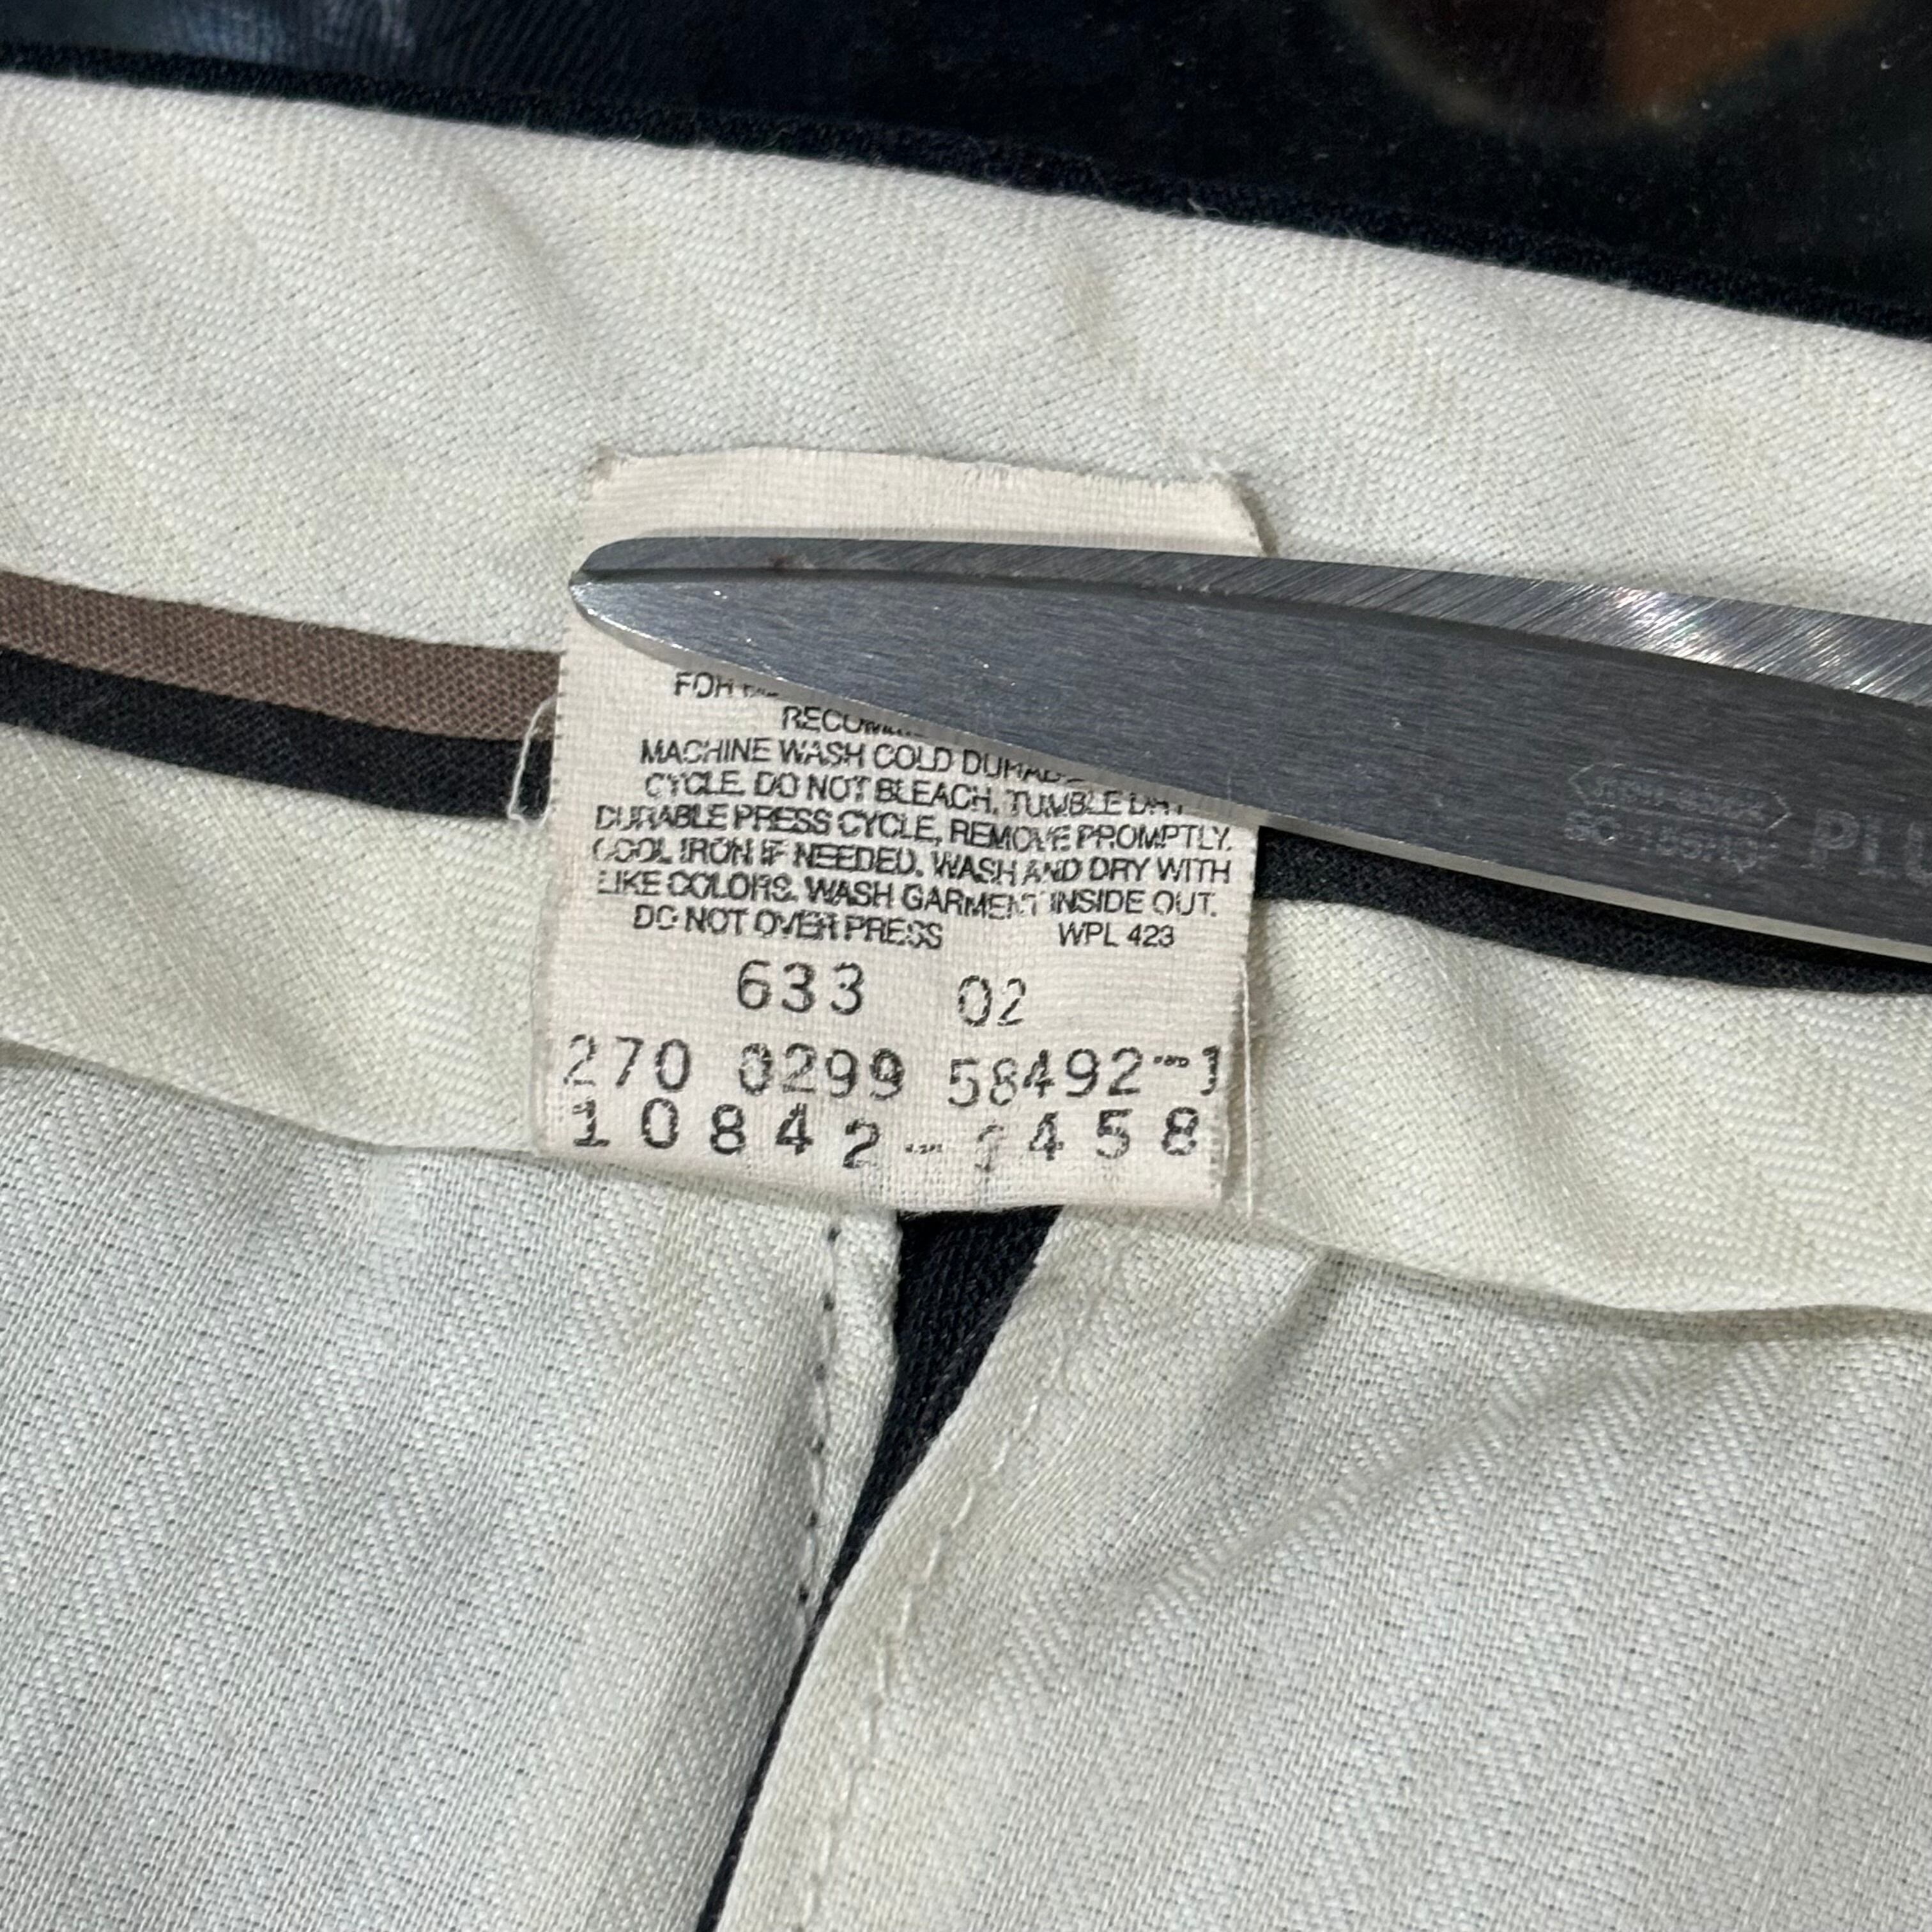 MACHINE WASH COLD
CYCLE. DO NOT BLEACH. TUMBLE
DURABLE PRESS CYCLE, REMOVE PROMPTLY.
COOL IRON IF NEEDED. WASH AND DRY WITH
LIKE COLORS. WASH GARMENT INSIDE OUT.
DO NOT OVER PRESS WPL 423
633 02
270 0299 58492-1
10842- 458